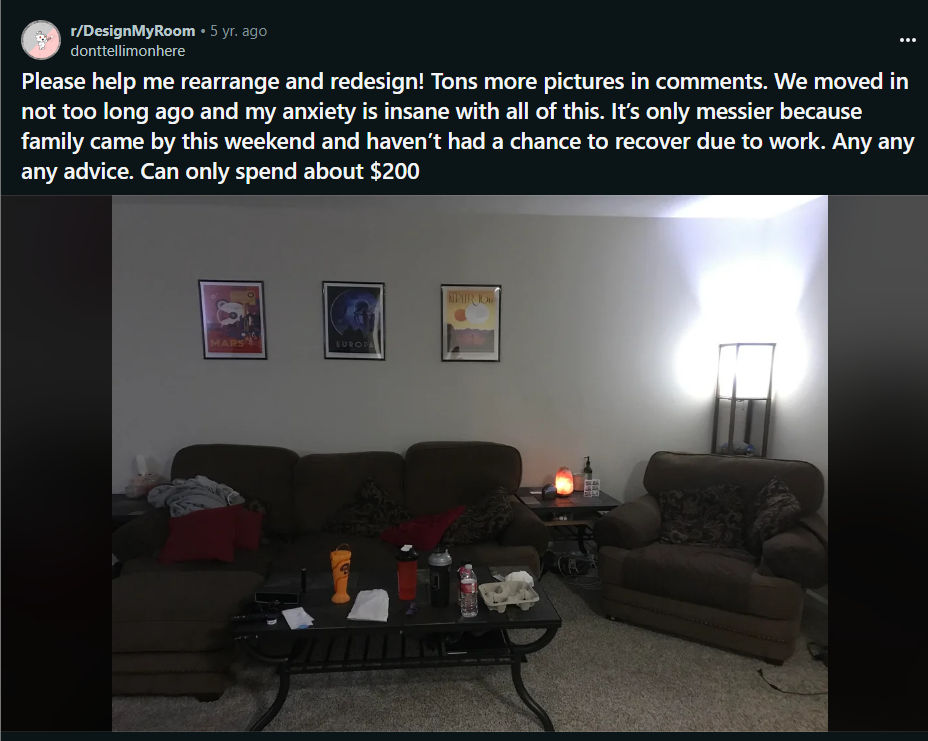 r/DesignMyRoom • 5 yr. ago
donttellimonhere
Please help me rearrange and redesign! Tons more pictures in comments. We moved in
not too long ago and my anxiety is insane with all of this. It’s only messier because
family came by this weekend and haven’t had a chance to recover due to work. Any any
any advice. Can only spend about $200
MARS
EUROPA
KEPLER 16b